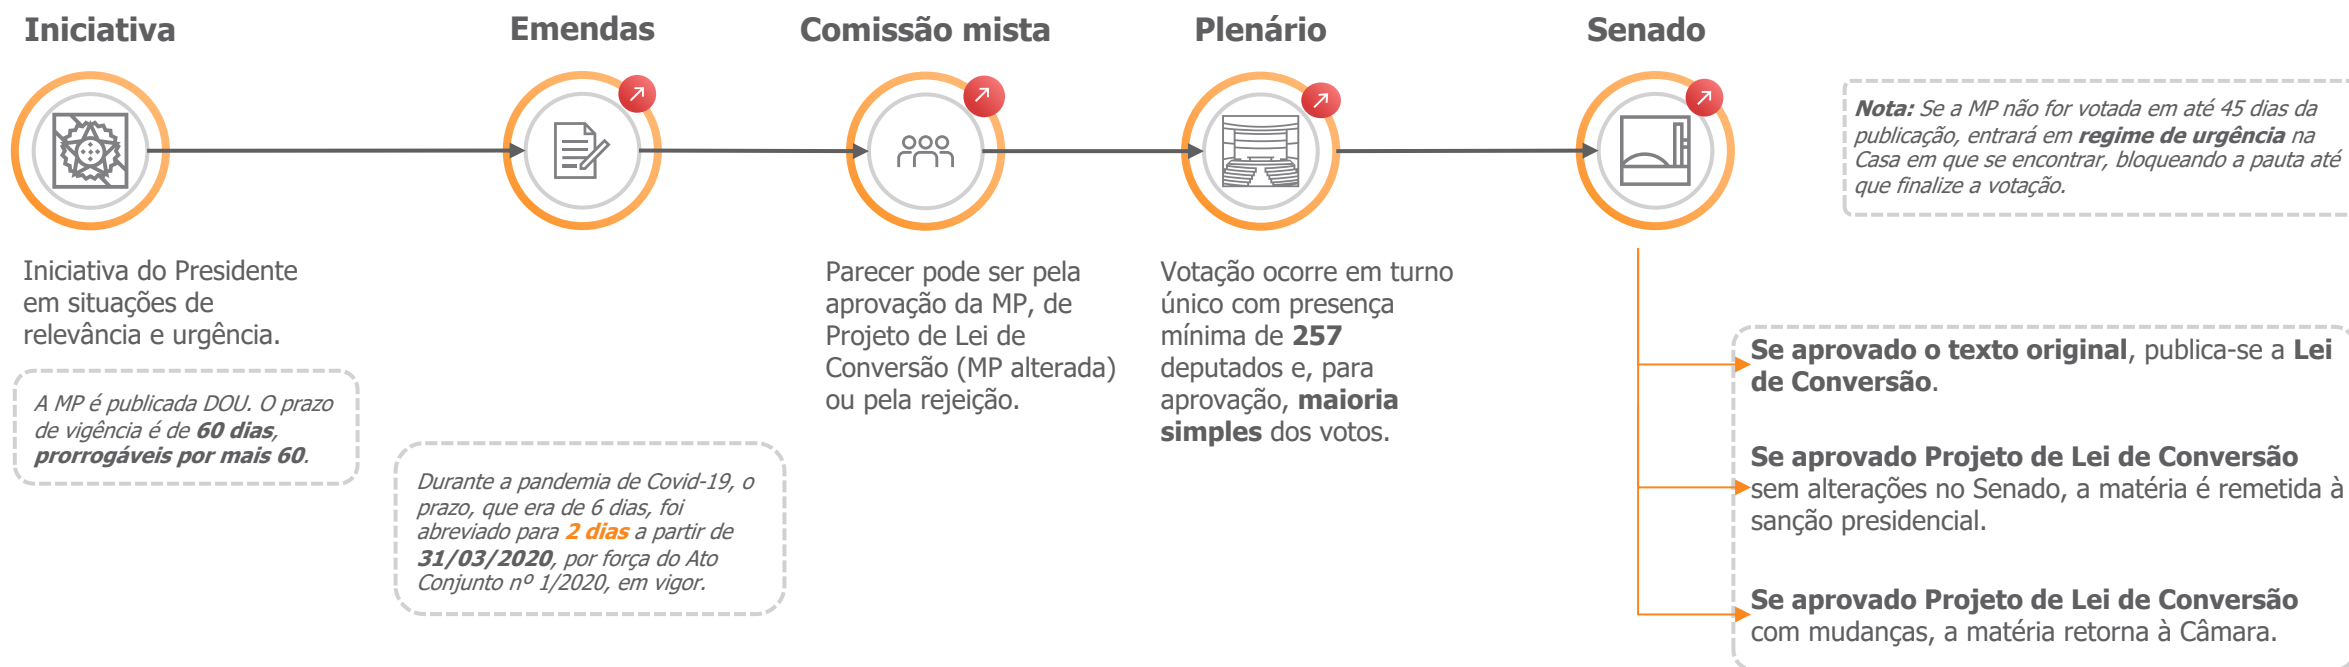 Iniciativa
Emendas
Comissão mista
Plenário
Senado
Nota: Se a MP não for votada em até 45 dias da
publicação, entrará em regime de urgência na
Casa em que se encontrar, bloqueando a pauta até
que finalize a votação.
Iniciativa do Presidente
em situações de
relevância e urgência.
A MP é publicada DOU. O prazo
de vigência é de 60 dias,
prorrogáveis por mais 60.
Durante a pandemia de Covid-19, o
prazo, que era de 6 dias, foi
abreviado para 2 dias a partir de
31/03/2020, por força do Ato
Conjunto nº 1/2020, em vigor.
Parecer pode ser pela
aprovação da MP, de
Projeto de Lei de
Conversão (MP alterada)
ou pela rejeição.
Votação ocorre em turno
único com presença
mínima de 257
deputados e, para
aprovação, maioria
simples dos votos.
Se aprovado o texto original, publica-se a Lei
de Conversão.
Se aprovado Projeto de Lei de Conversão
sem alterações no Senado, a matéria é remetida à
sanção presidencial.
Se aprovado Projeto de Lei de Conversão
com mudanças, a matéria retorna à Câmara.